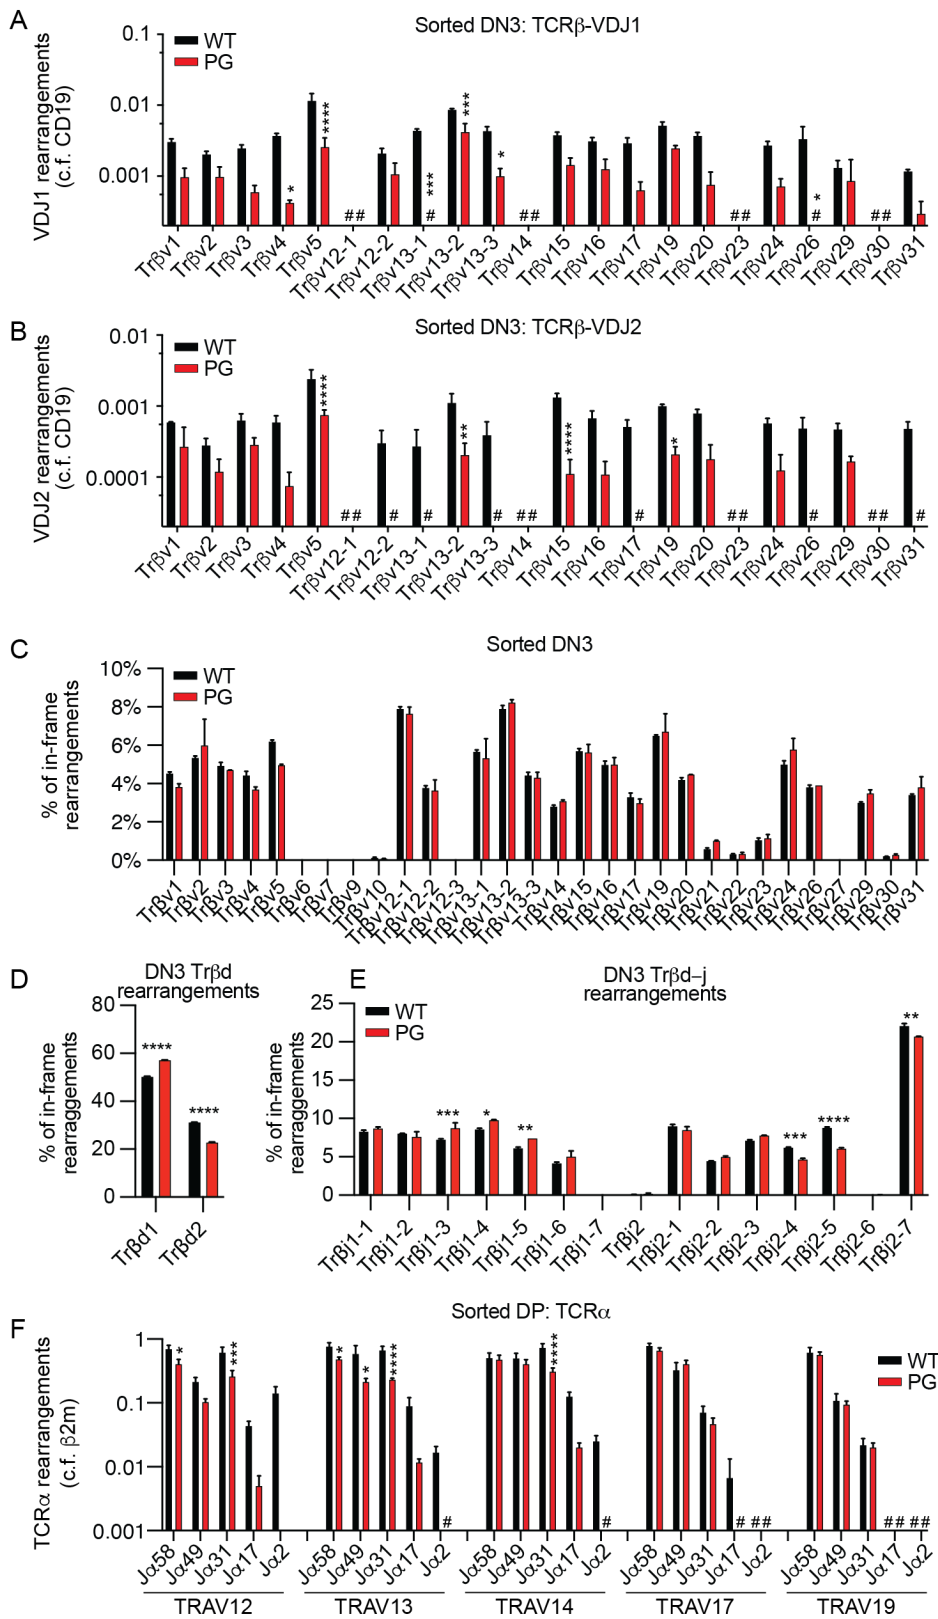 A
Sorted DN3: TCRβ-VDJ1
VDJ1 rearrangements
(c.f. CD19)
0.1
0.01
0.001
WT
PG
*
****
##
***
#
***
*
##
##
*
#
##
Trβv1
Trβv2
Trβv3
Trβv4
Trβv5
Trβv12-1
Trβv12-2
Trβv13-1
Trβv13-2
Trβv13-3
Trβv14
Trβv15
Trβv16
Trβv17
Trβv19
Trβv20
Trβv23
Trβv24
Trβv26
Trβv29
Trβv30
Trβv31
B
Sorted DN3: TCRβ-VDJ2
VDJ2 rearrangements
(c.f. CD19)
0.01
0.001
0.0001
WT
PG
****
##
#
#
**
#
##
****
#
*
##
#
##
#
Trβv1
Trβv2
Trβv3
Trβv4
Trβv5
Trβv12-1
Trβv12-2
Trβv13-1
Trβv13-2
Trβv13-3
Trβv14
Trβv15
Trβv16
Trβv17
Trβv19
Trβv20
Trβv23
Trβv24
Trβv26
Trβv29
Trβv30
Trβv31
C
Sorted DN3
% of in-frame
rearrangements
10%
8%
6%
4%
2%
0%
WT
PG
Trβv1
Trβv2
Trβv3
Trβv4
Trβv5
Trβv6
Trβv7
Trβv9
Trβv10
Trβv12-1
Trβv12-2
Trβv12-3
Trβv13-1
Trβv13-2
Trβv13-3
Trβv14
Trβv15
Trβv16
Trβv17
Trβv19
Trβv20
Trβv21
Trβv22
Trβv23
Trβv24
Trβv26
Trβv27
Trβv29
Trβv30
Trβv31
D
DN3 Trβd
rearrangements
% of in-frame
rearraggements
80
60
40
20
0
****
****
Trβd1
Trβd2
E
DN3 Trβd–j
rearrangements
% of in-frame
rearraggements
25
20
15
10
5
0
WT
PG
***
*
**
***
****
**
Trβj1-1
Trβj1-2
Trβj1-3
Trβj1-4
Trβj1-5
Trβj1-6
Trβj1-7
Trβj2
Trβj2-1
Trβj2-2
Trβj2-3
Trβj2-4
Trβj2-5
Trβj2-6
Trβj2-7
F
Sorted DP: TCRα
TCRα rearrangements
(c.f. β2m)
1
0.1
0.01
0.001
WT
PG
*
***
*
*
****
#
****
#
#
##
##
##
Jα58
Jα49
Jα31
Jα17
Jα2
Jα58
Jα49
Jα31
Jα17
Jα2
Jα58
Jα49
Jα31
Jα17
Jα2
Jα58
Jα49
Jα31
Jα17
Jα2
Jα58
Jα49
Jα31
Jα17
Jα2
TRAV12
TRAV13
TRAV14
TRAV17
TRAV19